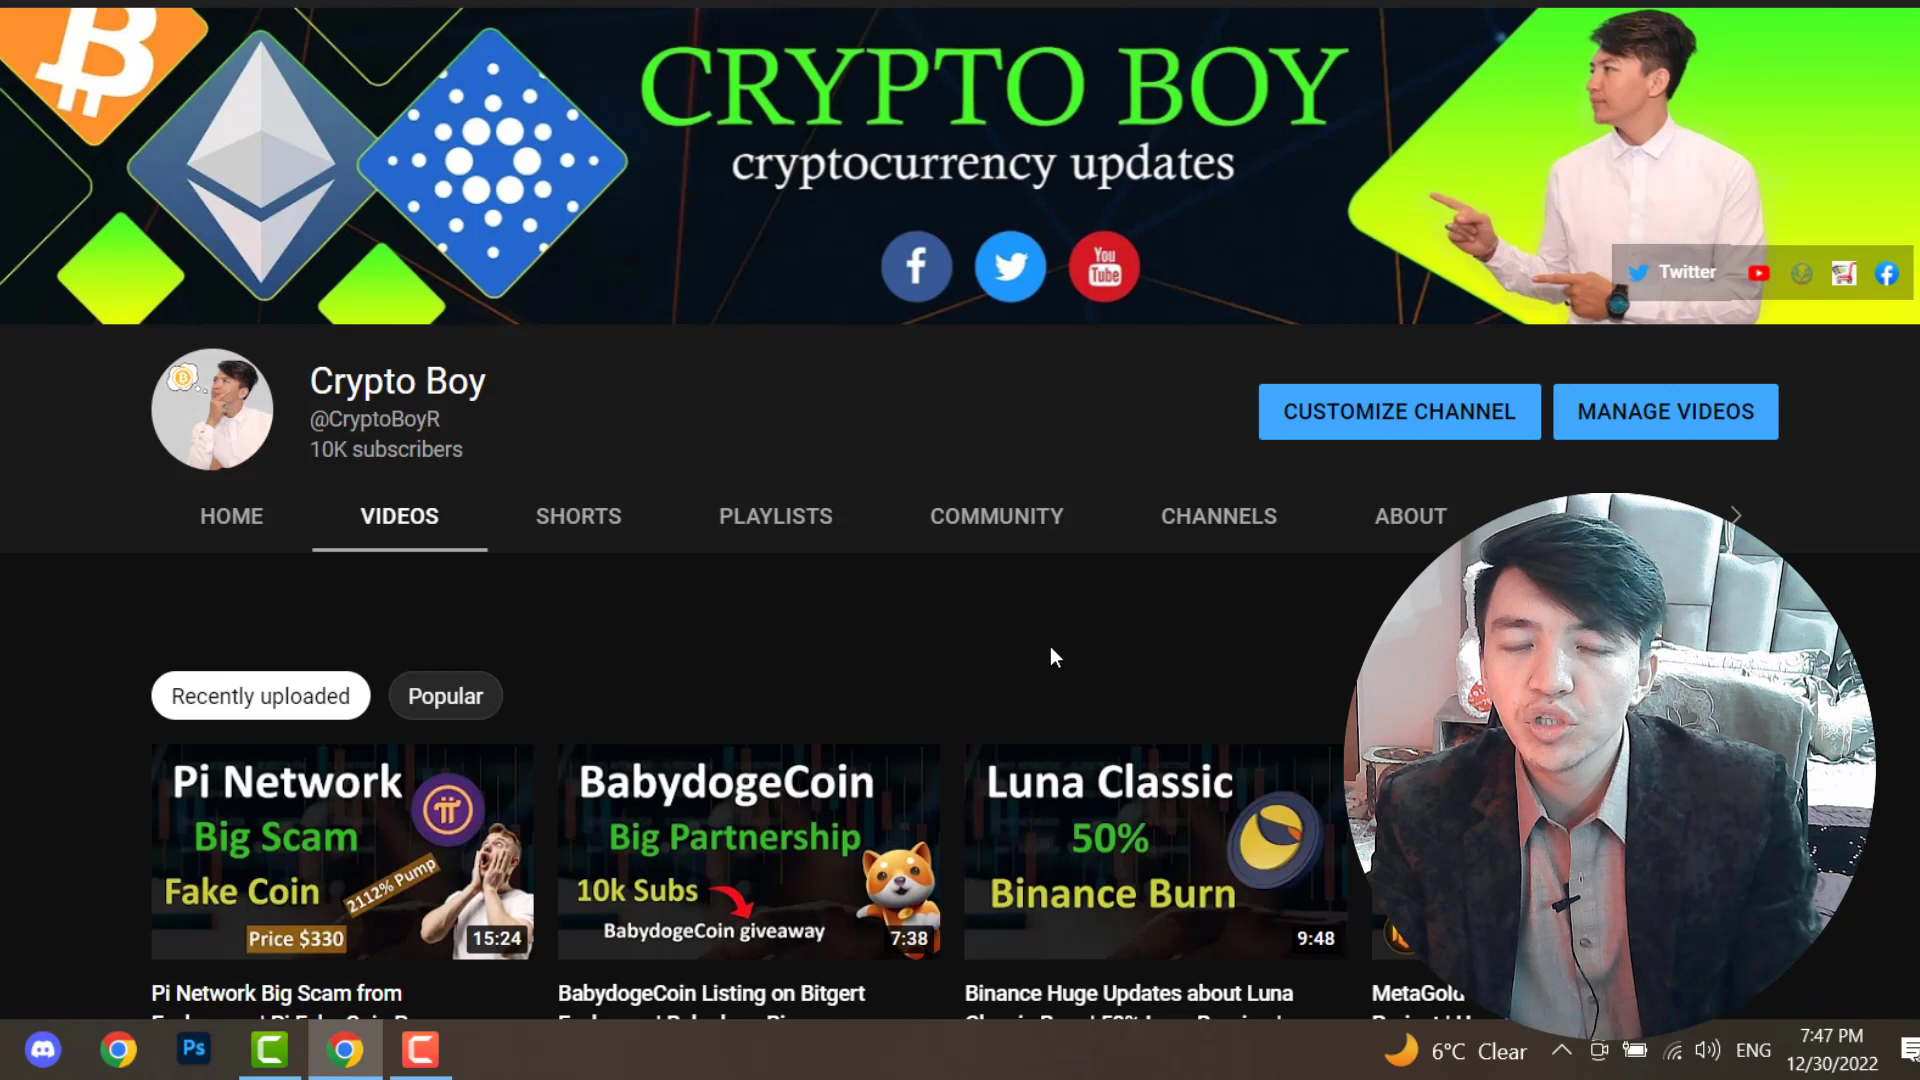 CRYPTO BOY
cryptocurrency updates
f
You
Tube
Twitter
Crypto Boy
@CryptoBoyR
10K subscribers
CUSTOMIZE CHANNEL
MANAGE VIDEOS
HOME
VIDEOS
SHORTS
PLAYLISTS
COMMUNITY
CHANNELS
ABOUT
Recently uploaded
Popular
Pi Network
Big Scam
Fake Coin
2112% Pump
Price $330
15:24
BabydogeCoin
Big Partnership
10k Subs
BabydogeCoin giveaway
7:38
Luna Classic
50%
Binance Burn
9:48
Pi Network Big Scam from
BabydogeCoin Listing on Bitgert
Binance Huge Updates about Luna
MetaGold
Ps
6°C Clear
ENG
7:47 PM
12/30/2022